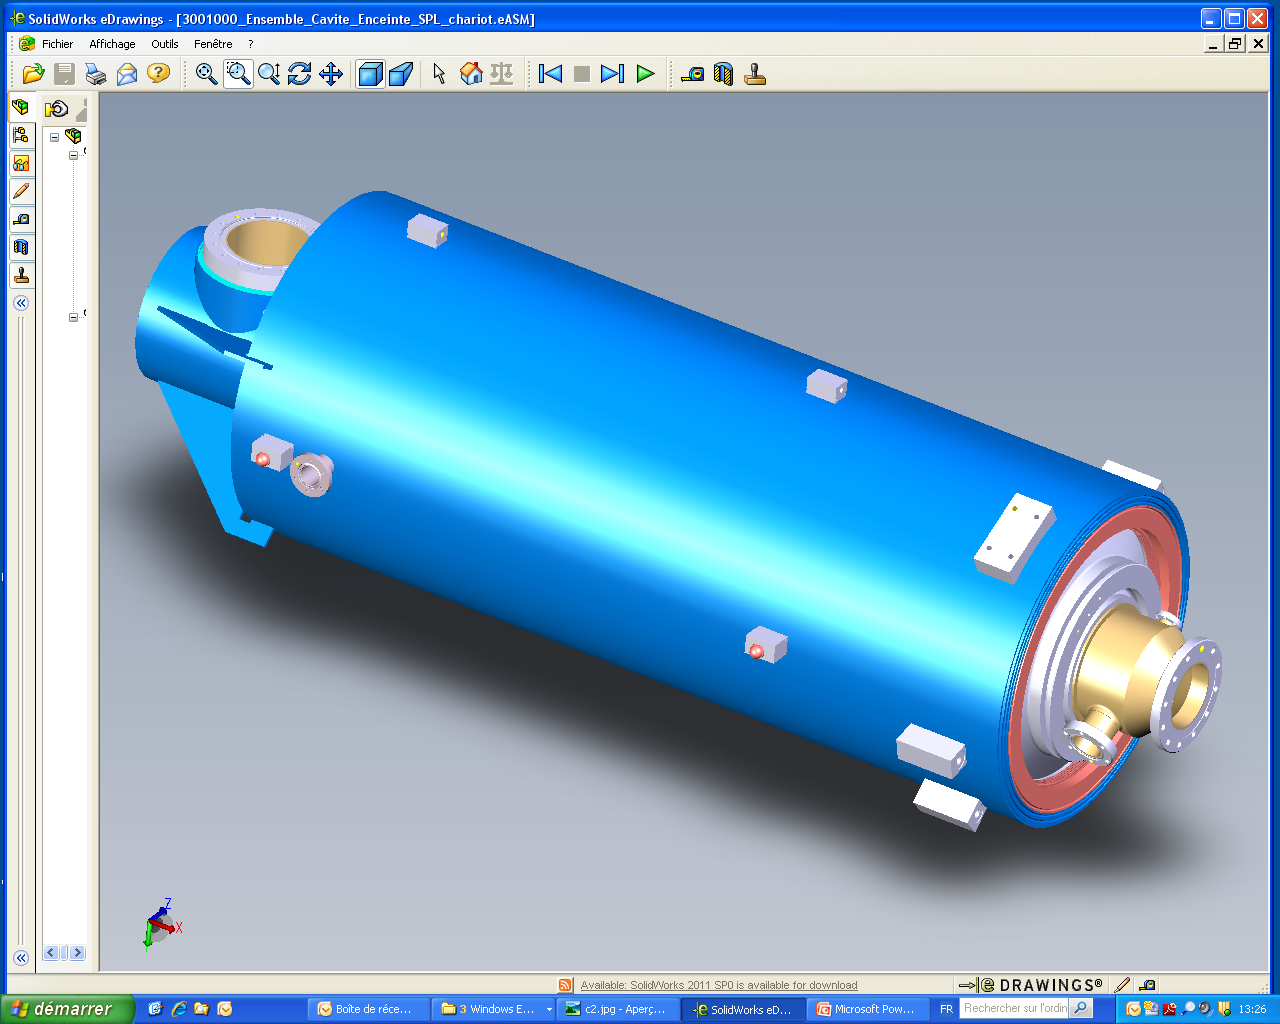 SolidWorks eDrawings - [3001000_Ensemble_Cavite_Enceinte_SPL_chariot.eASM]
Fichier Affichage Outils Fenêtre ?
Z
X
Available: SolidWorks 2011 SP0 is available for download
e DRAWINGS®
démarrer
Boîte de réce...
3 Windows E...
c2.jpg - Aperç...
SolidWorks eD...
Microsoft Pow...
FR
Rechercher sur l'ordin
13:26